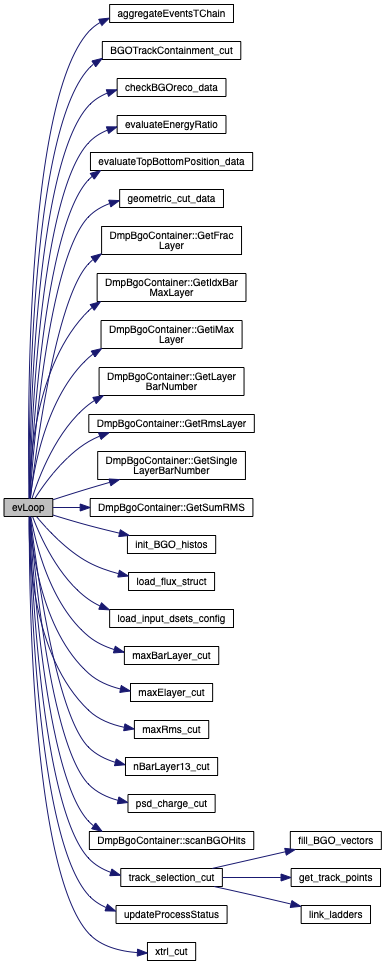 aggregateEventsTChain
BGOTrackContainment_cut
checkBGOreco_data
evaluateEnergyRatio
evaluateTopBottomPosition_data
geometric_cut_data
DmpBgoContainer::GetFrac
Layer
DmpBgoContainer::GetIdxBar
MaxLayer
DmpBgoContainer::GetiMax
Layer
DmpBgoContainer::GetLayer
BarNumber
DmpBgoContainer::GetRmsLayer
DmpBgoContainer::GetSingle
LayerBarNumber
evLoop
DmpBgoContainer::GetSumRMS
init_BGO_histos
load_flux_struct
load_input_dsets_config
maxBarLayer_cut
maxElayer_cut
maxRms_cut
nBarLayer13_cut
psd_charge_cut
DmpBgoContainer::scanBGOHits
fill_BGO_vectors
track_selection_cut
get_track_points
link_ladders
updateProcessStatus
xtrl_cut